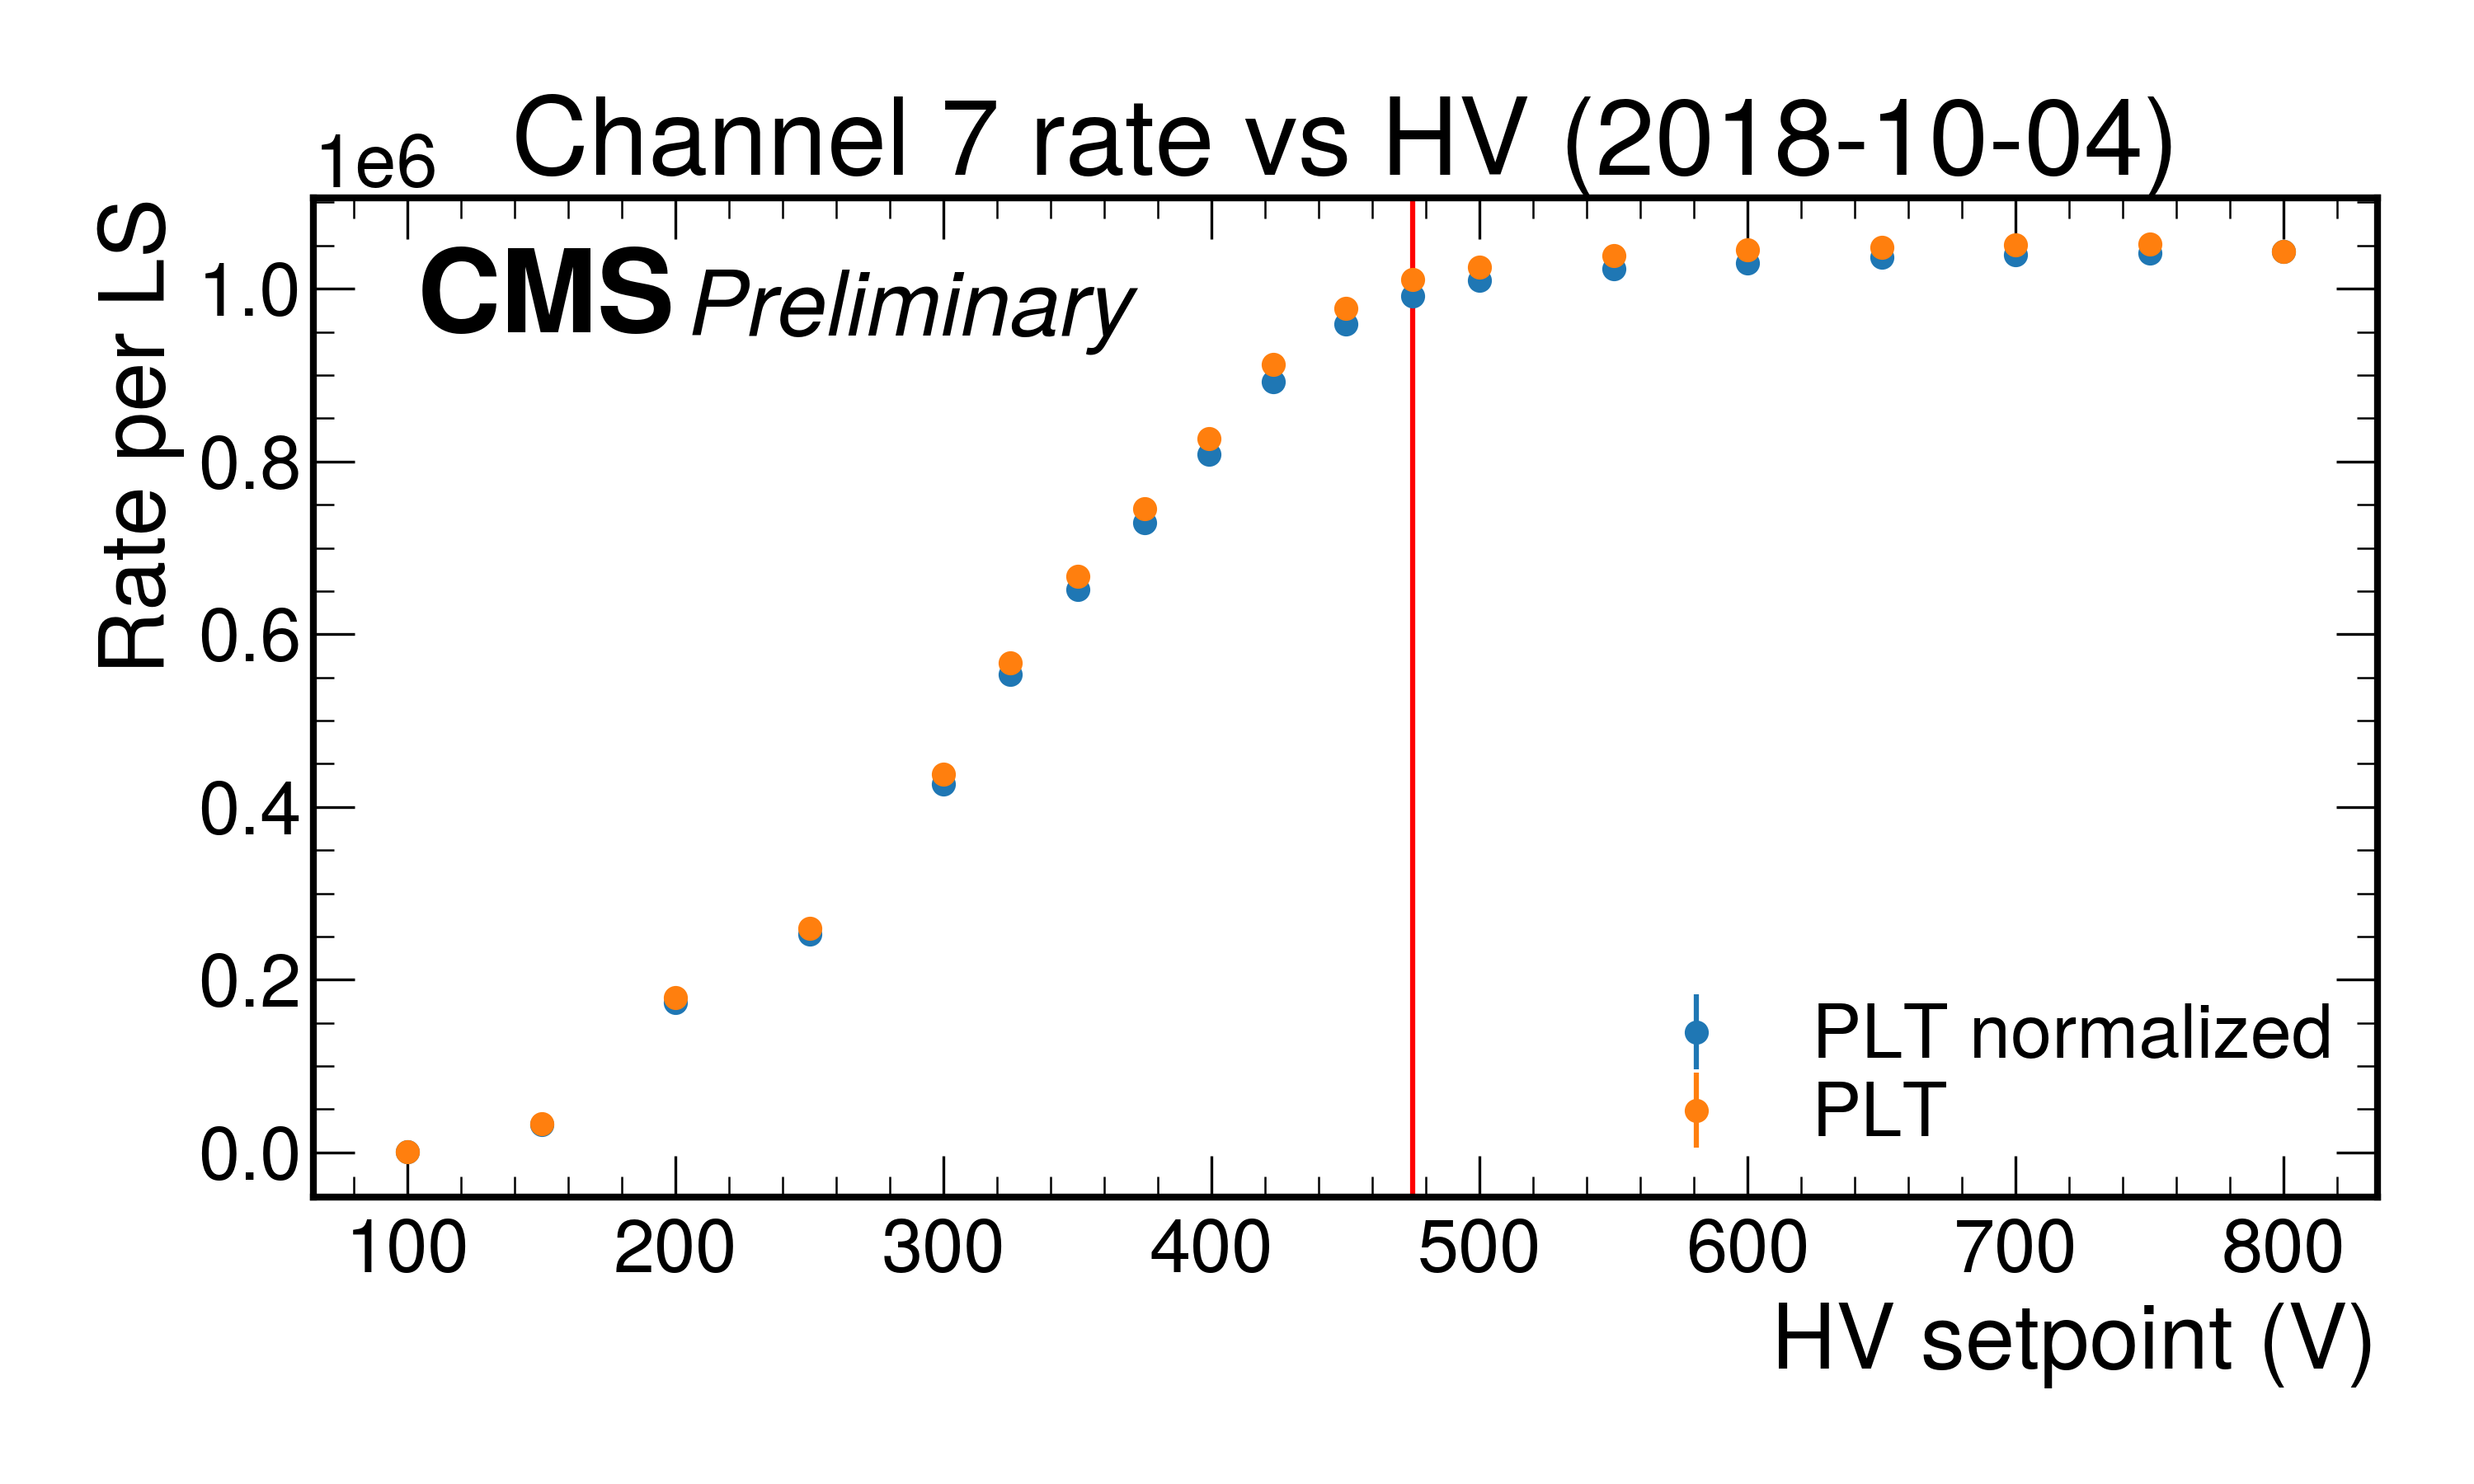 Channel 7 rate vs HV (2018-10-04)
1e6
CMS Preliminary
Rate per LS
1.0
0.8
0.6
0.4
0.2
0.0
PLT normalized
PLT
100 200 300 400 500 600 700 800
HV setpoint (V)